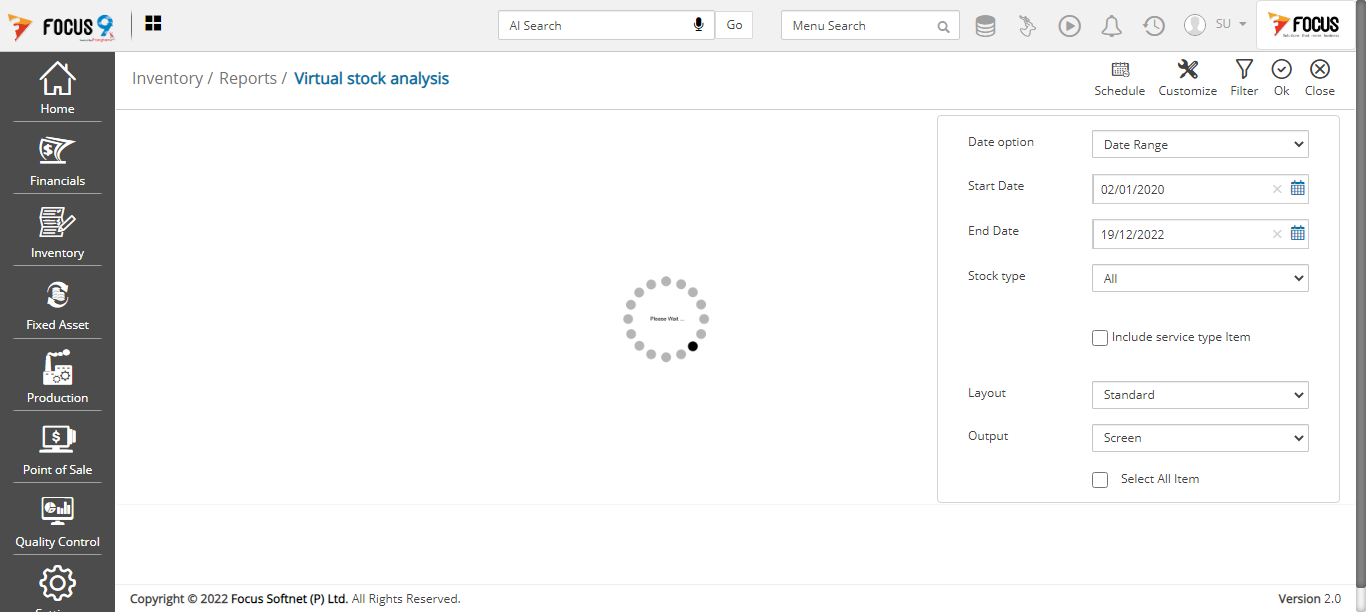 FOCUS 9
AI Search
Go
Menu Search
SU
FOCUS
Inventory / Reports / Virtual stock analysis
Schedule
Customize
Filter
Ok
Close
Home
Financials
Inventory
Fixed Asset
Production
Point of Sale
Quality Control
Please Wait ...
Date option
Date Range
Start Date
02/01/2020
End Date
19/12/2022
Stock type
All
Include service type Item
Layout
Standard
Output
Screen
Select All Item
Copyright © 2022 Focus Softnet (P) Ltd. All Rights Reserved.
Version 2.0